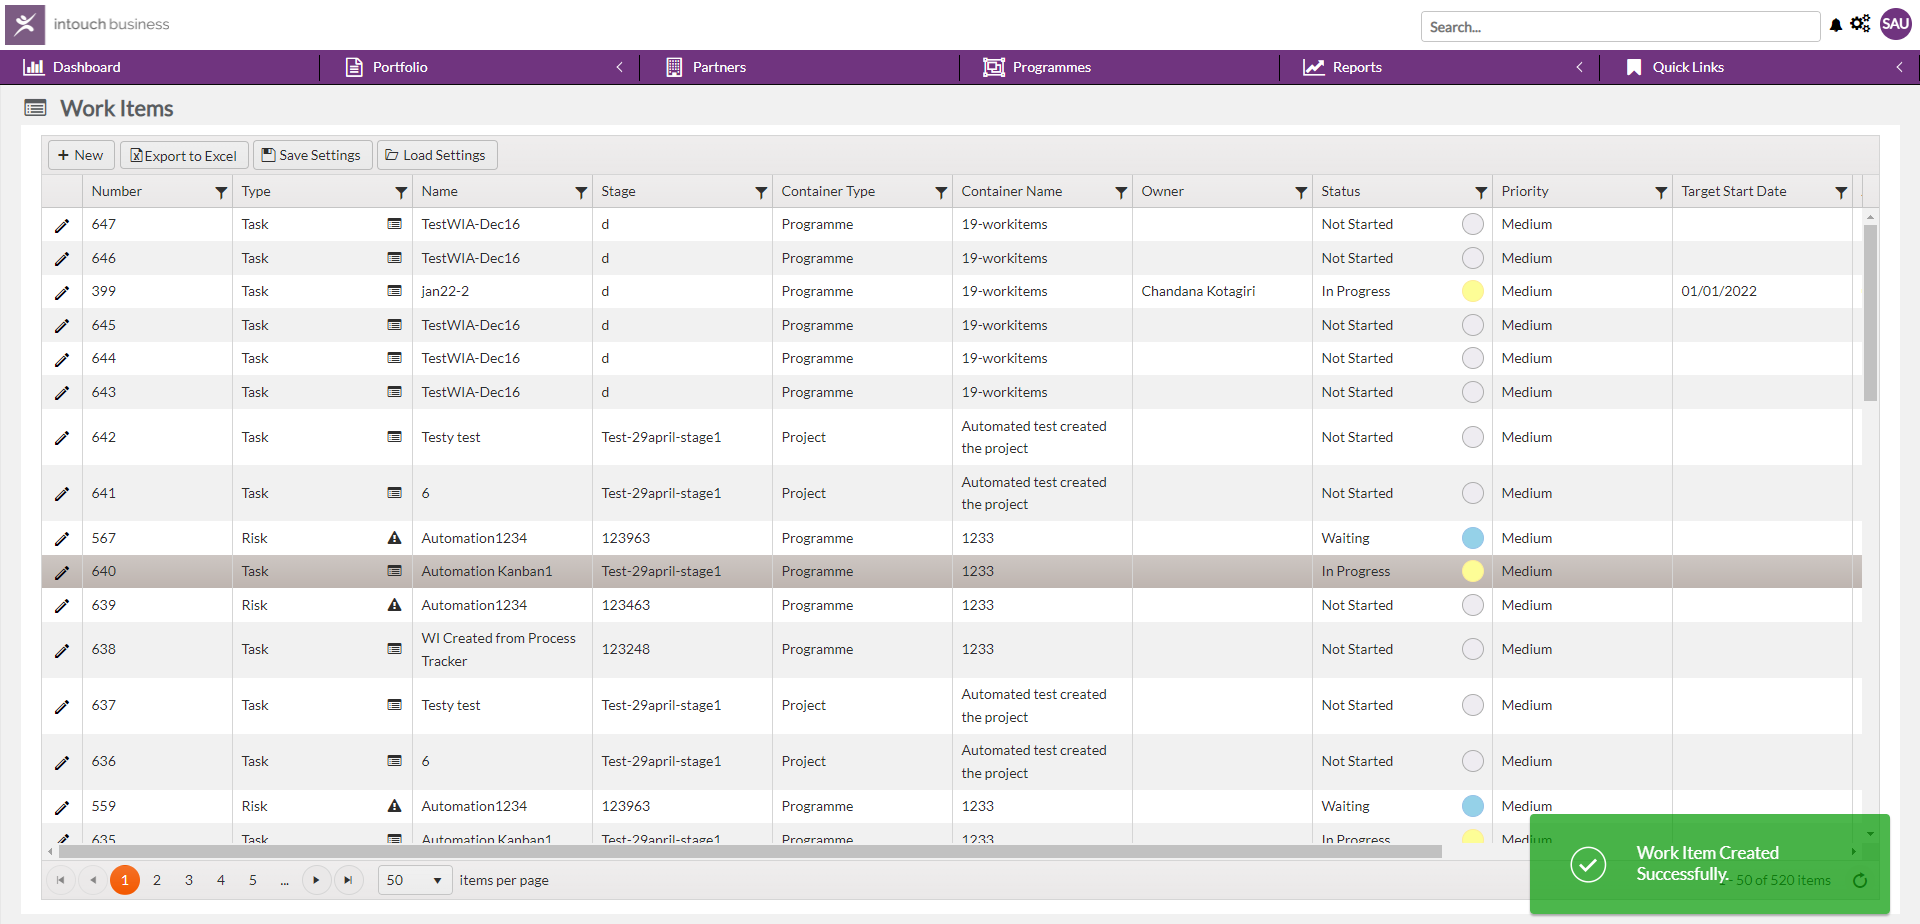 intouch business
Search...
SAU
Dashboard
Portfolio
Partners
Programmes
Reports
Quick Links
Work Items
New
Export to Excel
Save Settings
Load Settings
Number Type Name Stage Container Type Container Name Owner Status Priority Target Start Date
647 Task TestWIA-Dec16 d Programme 19-workitems Not Started Medium
646 Task TestWIA-Dec16 d Programme 19-workitems Not Started Medium
399 Task jan22-2 d Programme 19-workitems Chandana Kotagiri In Progress Medium 01/01/2022
645 Task TestWIA-Dec16 d Programme 19-workitems Not Started Medium
644 Task TestWIA-Dec16 d Programme 19-workitems Not Started Medium
643 Task TestWIA-Dec16 d Programme 19-workitems Not Started Medium
642 Task Testy test Test-29april-stage1 Project Automated test created
the project Not Started Medium
641 Task 6 Test-29april-stage1 Project Automated test created
the project Not Started Medium
567 Risk Automation1234 123963 Programme 1233 Waiting Medium
640 Task Automation Kanban1 Test-29april-stage1 Programme 1233 In Progress Medium
639 Risk Automation1234 123463 Programme 1233 Not Started Medium
638 Task WI Created from Process
Tracker 123248 Programme 1233 Not Started Medium
637 Task Testy test Test-29april-stage1 Project Automated test created
the project Not Started Medium
636 Task 6 Test-29april-stage1 Project Automated test created
the project Not Started Medium
559 Risk Automation1234 123963 Programme 1233 Waiting Medium
635 Task Automation Kanban1 Test-29april-stage1 Programme 1233 In Progress Medium
1 2 3 4 5 ... 50 items per page
- 50 of 520 items
Work Item Created
Successfully.